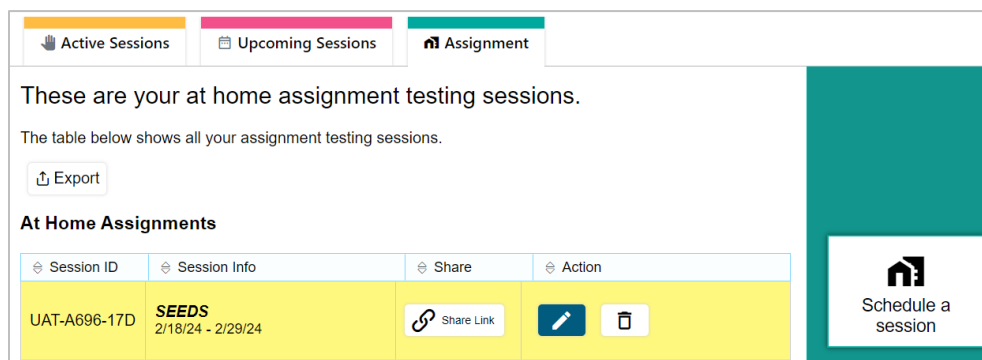 Active Sessions
Upcoming Sessions
Assignment
These are your at home assignment testing sessions.
The table below shows all your assignment testing sessions.
Export
At Home Assignments
Session ID
Session Info
Share
Action
UAT-A696-17D
SEEDS
2/18/24 - 2/29/24
Share Link
Schedule a
session